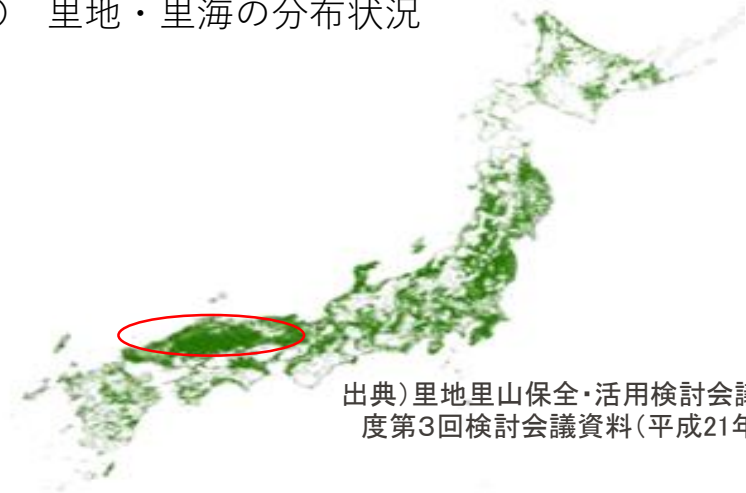 ） 里地・里海の分布状況
出典）里地里山保全・活用検討会議
度第3回検討会議資料（平成21年